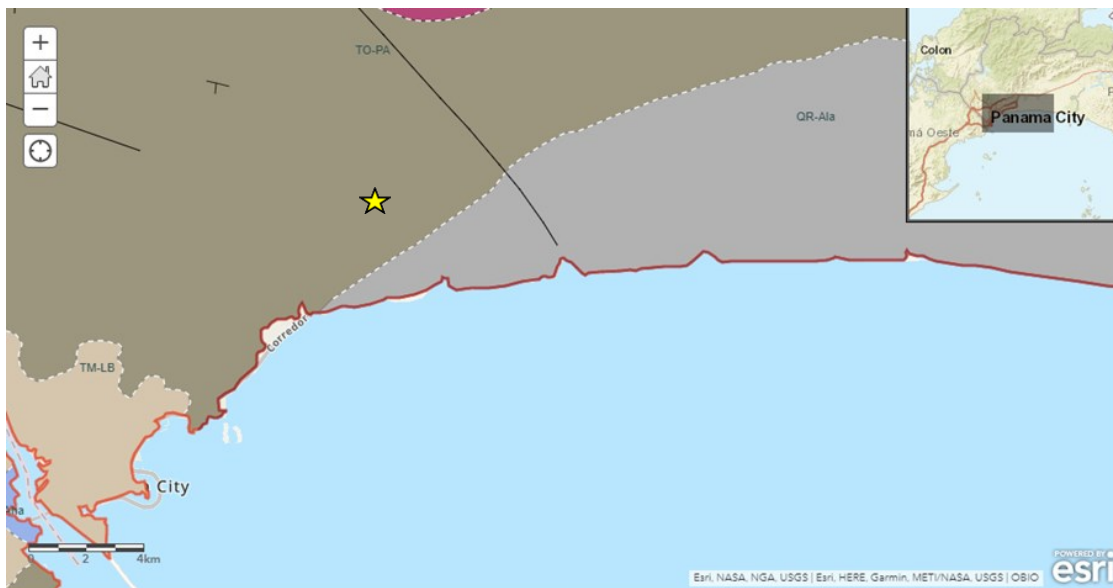 +
−
TO-PA
QR-Ala
Colon
Panama City
má Oeste
P
TM-LB
Corredor
City
0 2 4km
Esri, NASA, NGA, USGS | Esri, HERE, Garmin, METI/NASA, USGS | OBIO
POWERED BY
esri